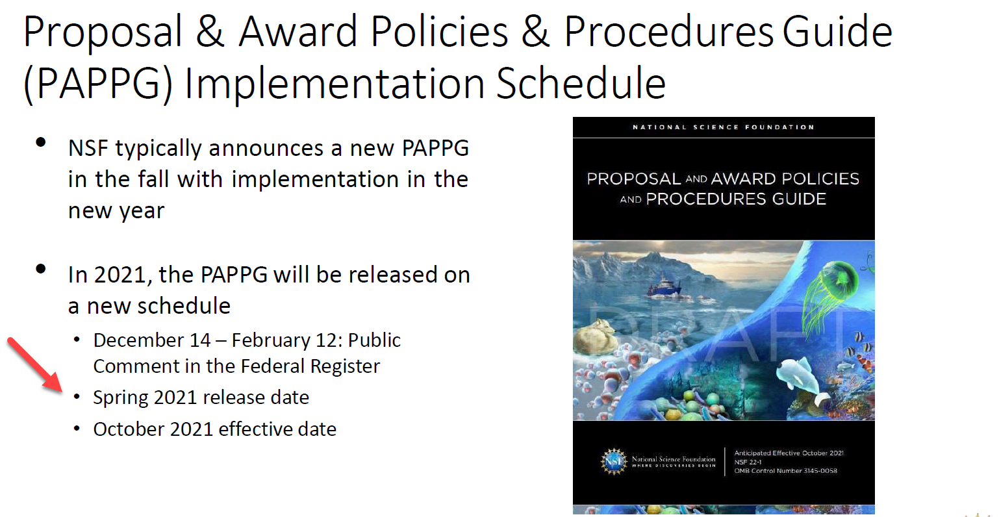 Proposal & Award Policies & Procedures Guide
(PAPPG) Implementation Schedule
• NSF typically announces a new PAPPG
in the fall with implementation in the
new year
• In 2021, the PAPPG will be released on
a new schedule
• December 14 – February 12: Public
Comment in the Federal Register
• Spring 2021 release date
• October 2021 effective date
NATIONAL SCIENCE FOUNDATION
PROPOSAL AND AWARD POLICIES
AND PROCEDURES GUIDE
DRAFT
NSF
National Science Foundation
WHERE DISCOVERIES BEGIN
Anticipated Effective October 2021
NSF 22-1
OMB Control Number 3145-0058